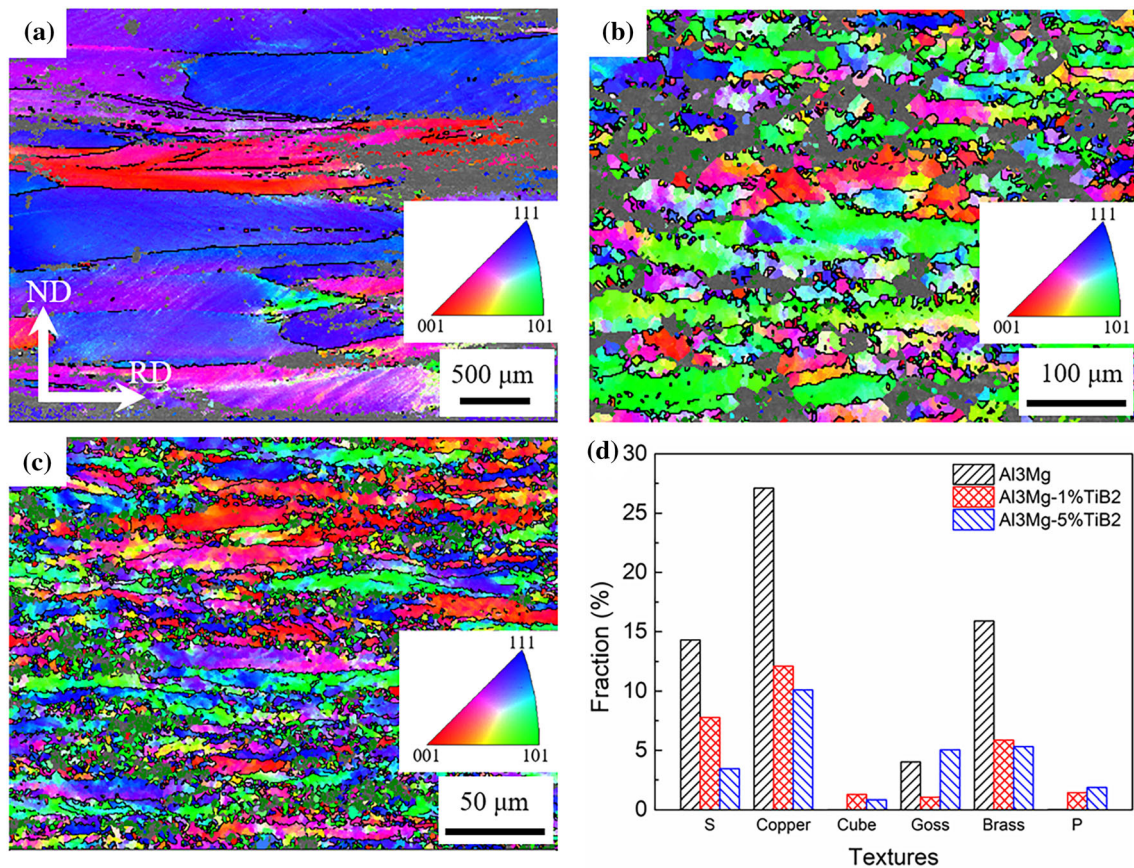 (a)
111
001
101
ND
RD
500 μm
(b)
111
001
101
100 μm
(c)
111
001
101
50 μm
(d)
30
25
20
15
10
5
0
Fraction (%)
Al3Mg
Al3Mg-1%TiB2
Al3Mg-5%TiB2
S Copper Cube Goss Brass P
Textures